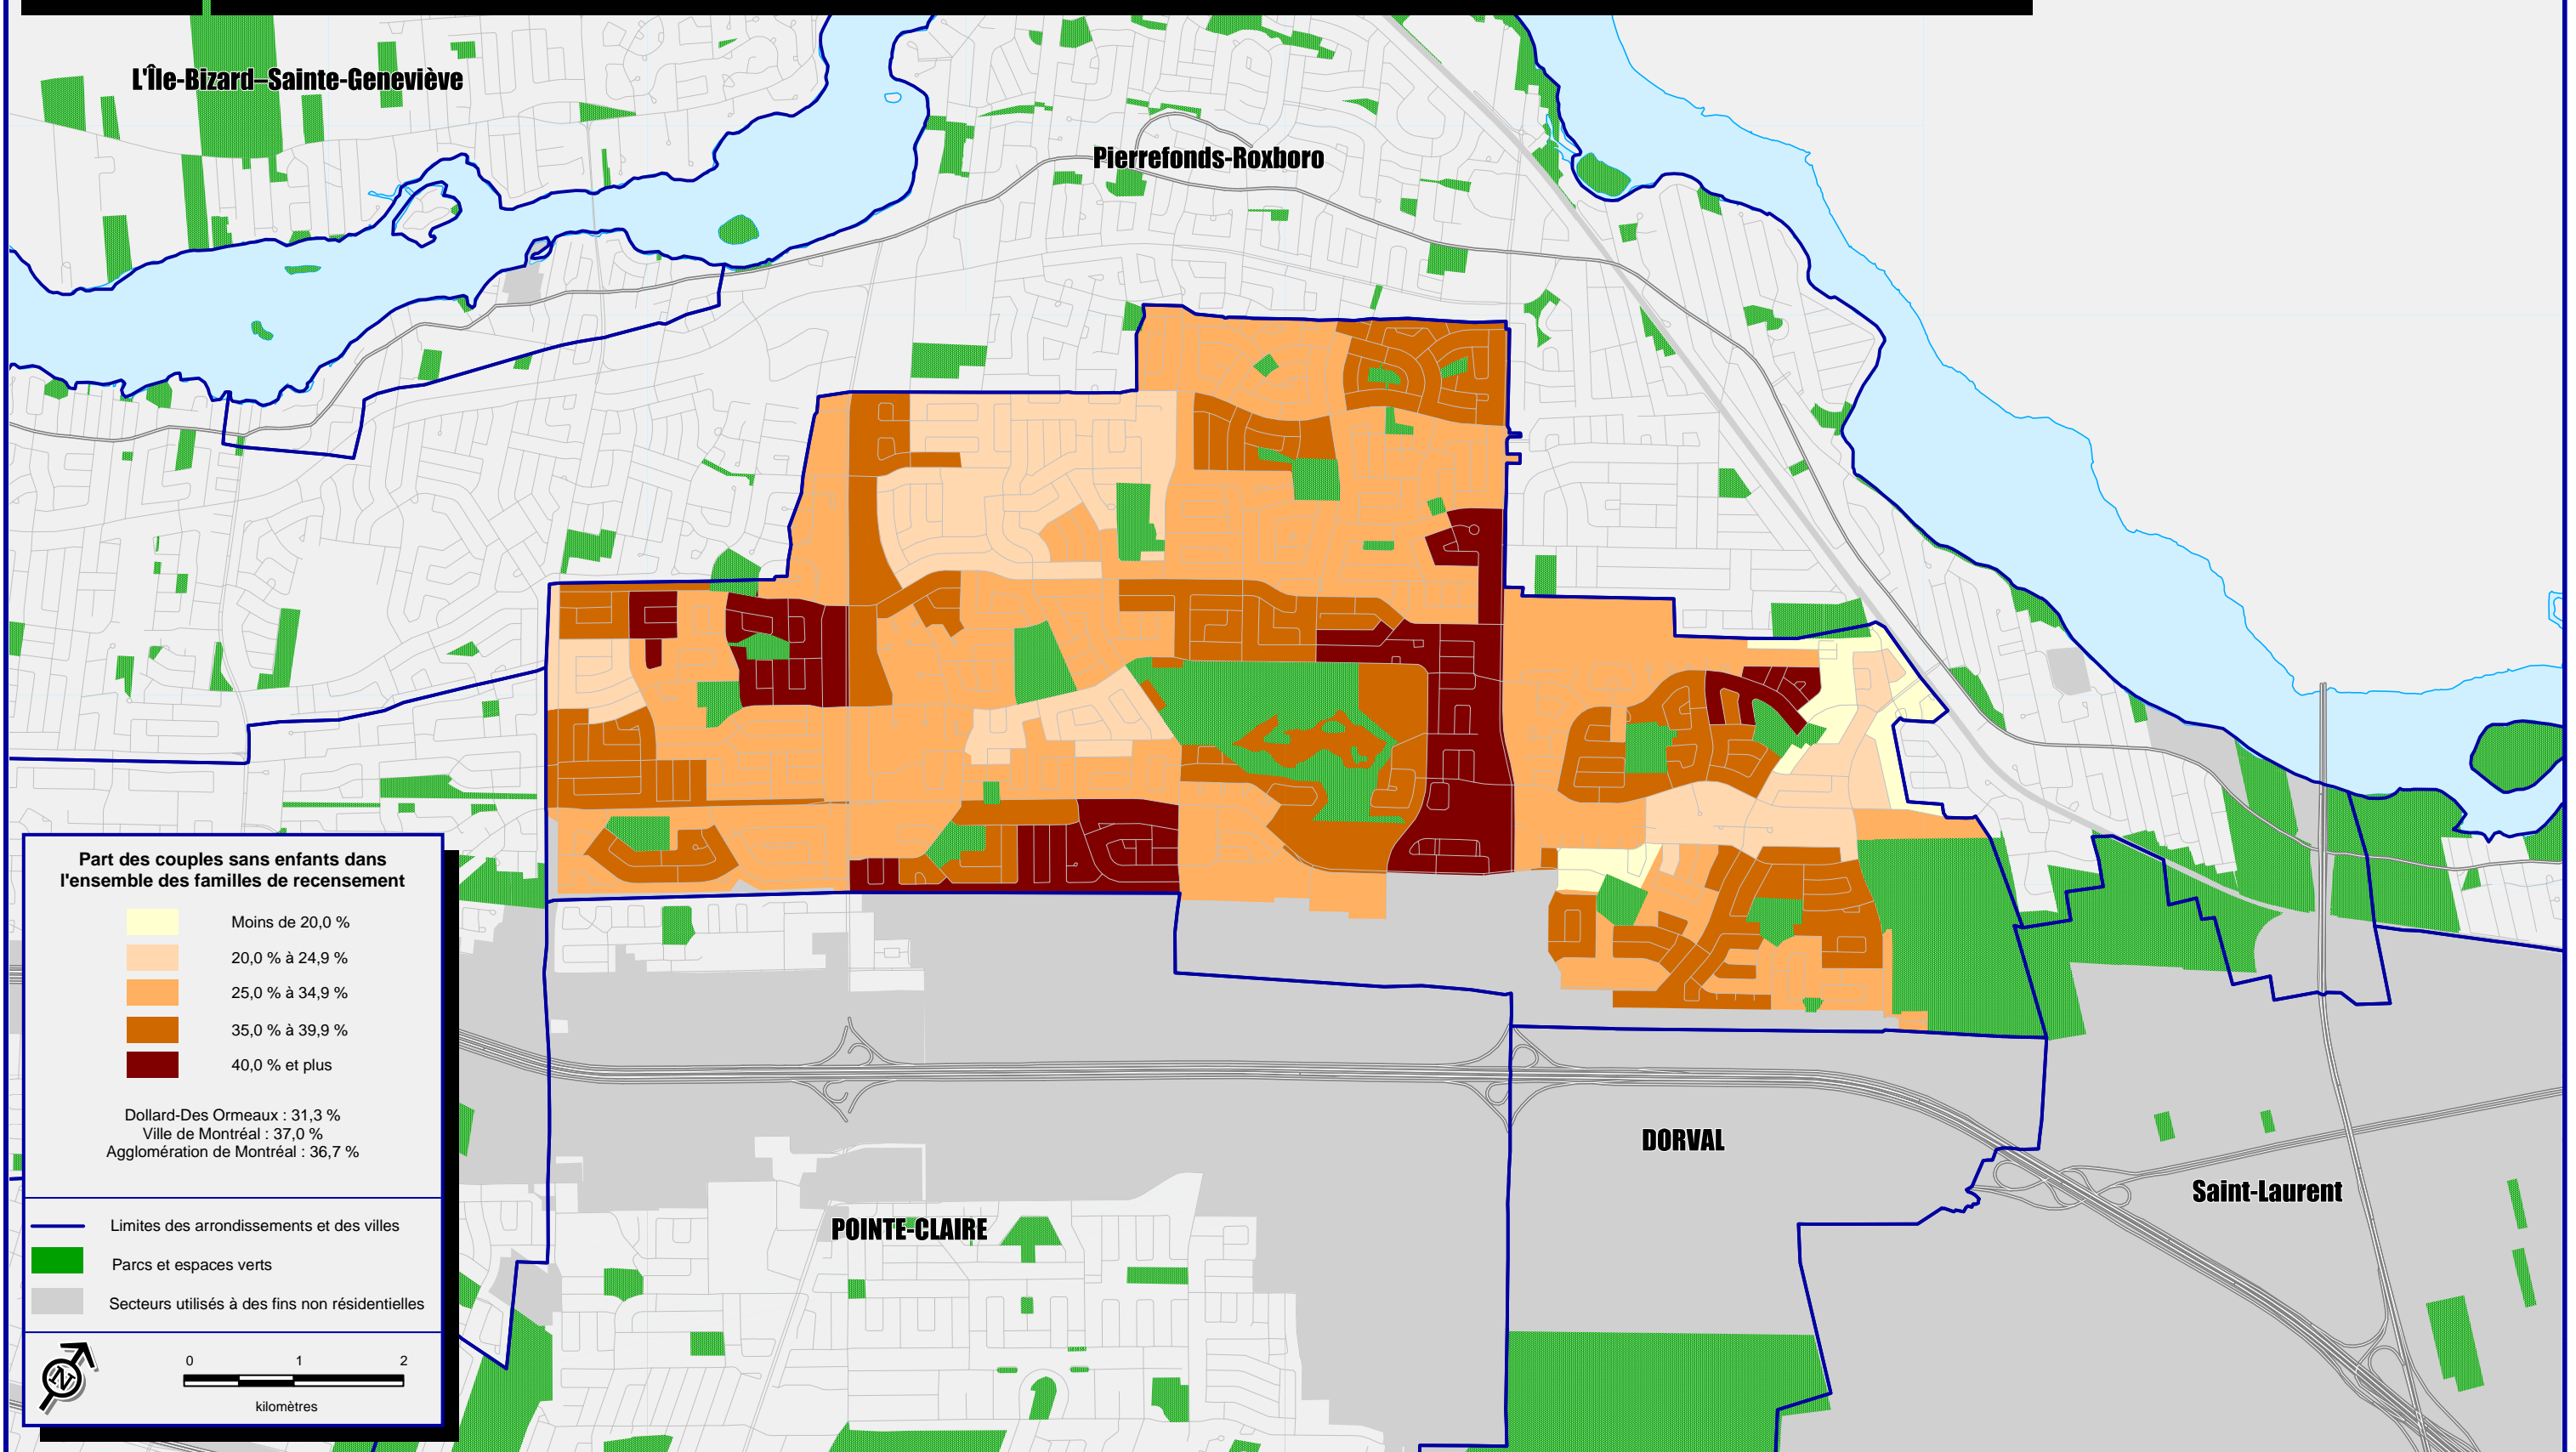 L'Île-Bizard–Sainte-Geneviève
Pierrefonds-Roxboro
Part des couples sans enfants dans
l'ensemble des familles de recensement
Moins de 20,0 %
20,0 % à 24,9 %
25,0 % à 34,9 %
35,0 % à 39,9 %
40,0 % et plus
Dollard-Des Ormeaux : 31,3 %
Ville de Montréal : 37,0 %
Agglomération de Montréal : 36,7 %
Limites des arrondissements et des villes
Parcs et espaces verts
Secteurs utilisés à des fins non résidentielles
N
0 1 2
kilomètres
DORVAL
Saint-Laurent
POINTE-CLAIRE